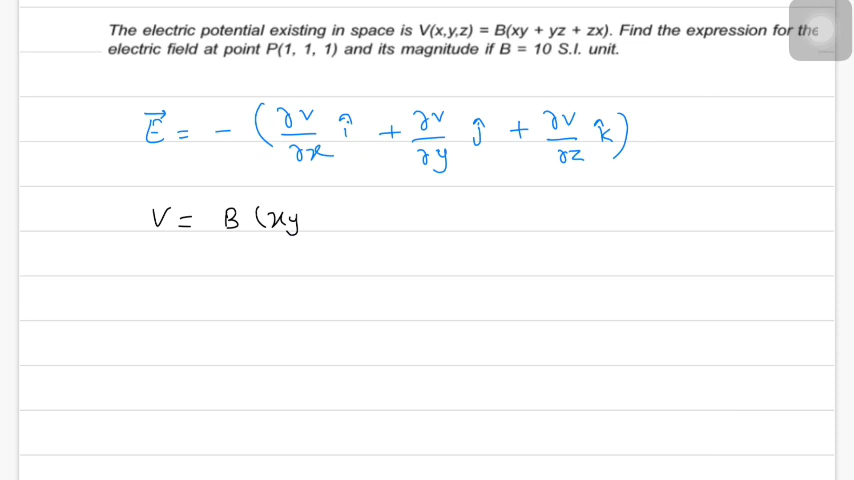 The electric potential existing in space is V(x,y,z) = B(xy + yz + zx). Find the expression for the
electric field at point P(1, 1, 1) and its magnitude if B = 10 S.I. unit.
E⃗ = - (∂V/∂x î + ∂V/∂y ĵ + ∂V/∂z k̂)
V = B (xy